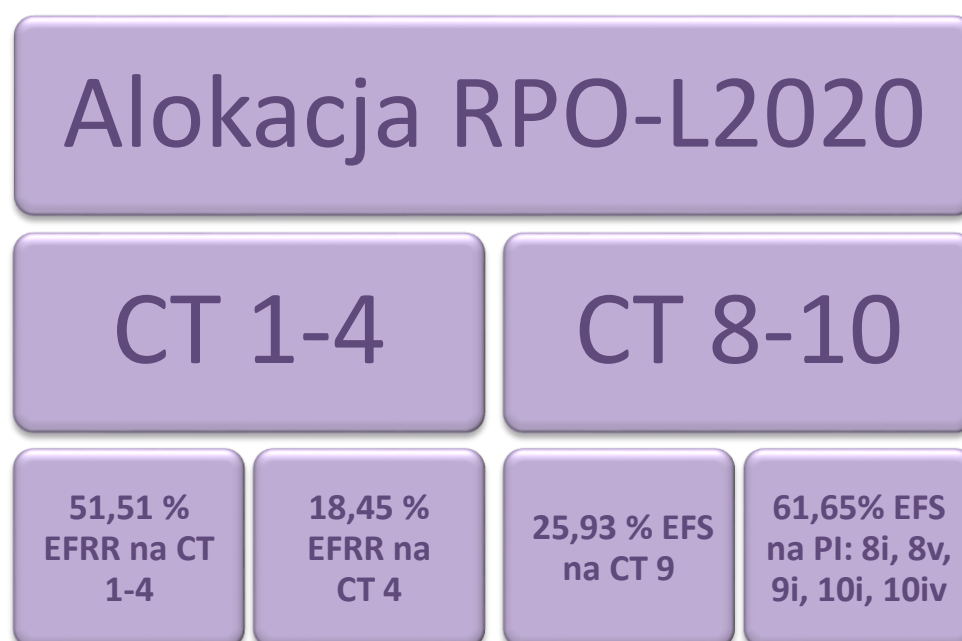 Alokacja RPO-L2020
CT 1-4
CT 8-10
51,51 %
EFRR na CT
1-4
18,45 %
EFRR na
CT 4
25,93 % EFS
na CT 9
61,65% EFS
na PI: 8i, 8v,
9i, 10i, 10iv